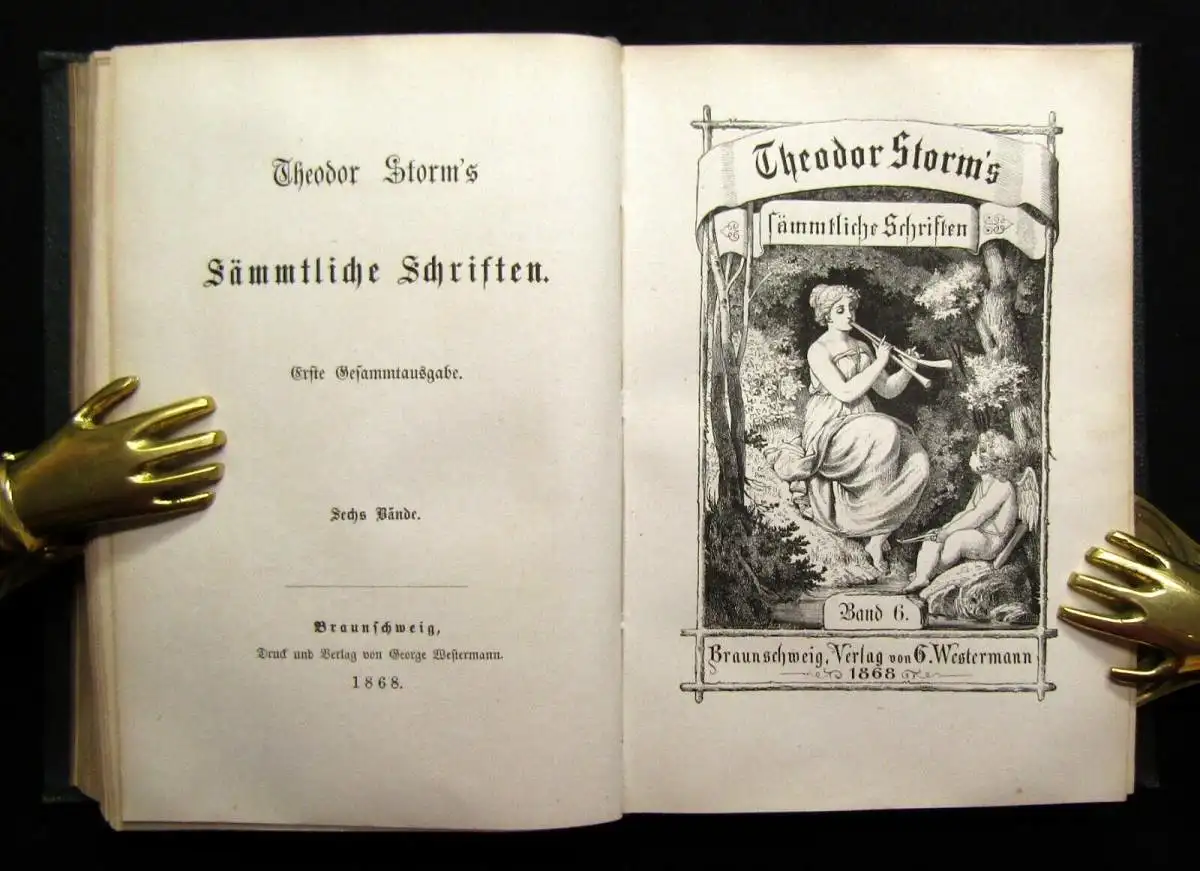 Theodor Storm's
Sämmtliche Schriften.
Erste Gesammtausgabe.
Sechs Bände.
Braunschweig,
Druck und Verlag von George Westermann.
1868.
Theodor Storm's
sämmtliche Schriften
Band 6.
Braunschweig, Verlag von G. Westermann
1868